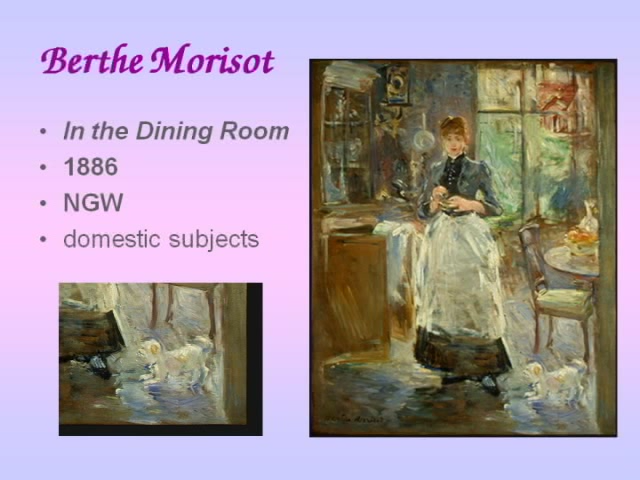 Berthe Morisot
• In the Dining Room
• 1886
• NGW
• domestic subjects